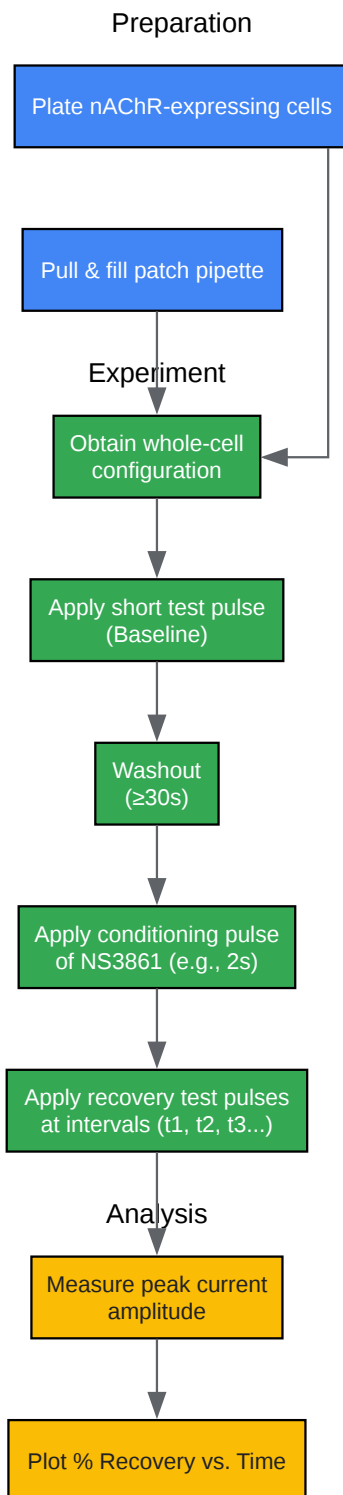 Preparation
Plate nAChR-expressing cells
Pull & fill patch pipette
Experiment
Obtain whole-cell
configuration
Apply short test pulse
(Baseline)
Washout
(≥30s)
Apply conditioning pulse
of NS3861 (e.g., 2s)
Apply recovery test pulses
at intervals (t1, t2, t3...)
Analysis
Measure peak current
amplitude
Plot % Recovery vs. Time